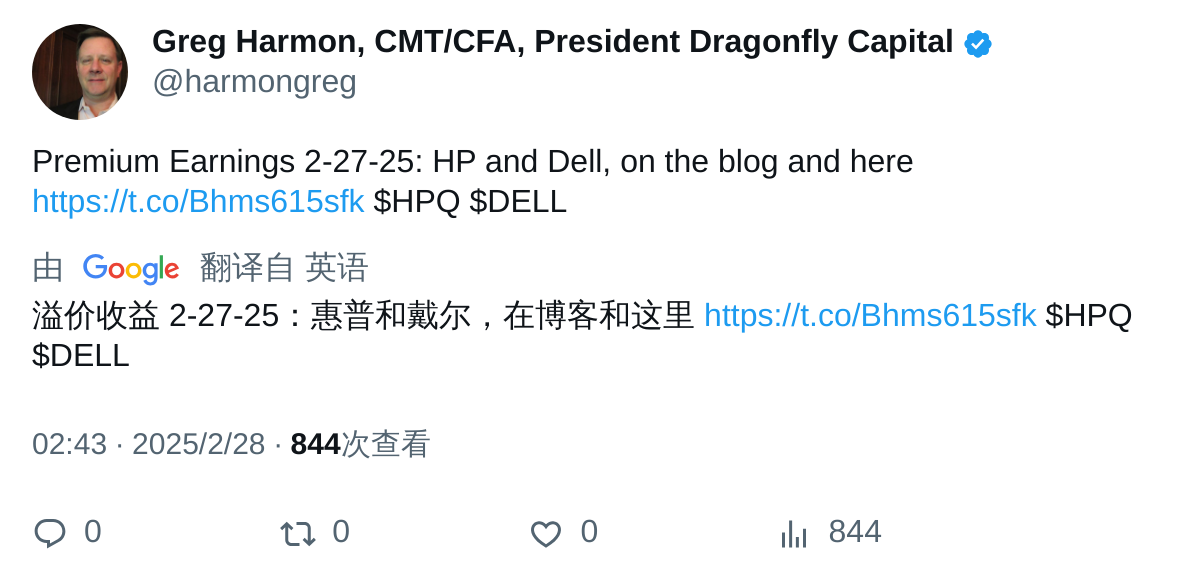 Greg Harmon, CMT/CFA, President Dragonfly Capital
@harmongreg
Premium Earnings 2-27-25: HP and Dell, on the blog and here
https://t.co/Bhms615sfk $HPQ $DELL
由 Google 翻译自 英语
溢价收益 2-27-25：惠普和戴尔，在博客和这里 https://t.co/Bhms615sfk $HPQ
$DELL
02:43 · 2025/2/28 · 844次查看
0 0 0 844